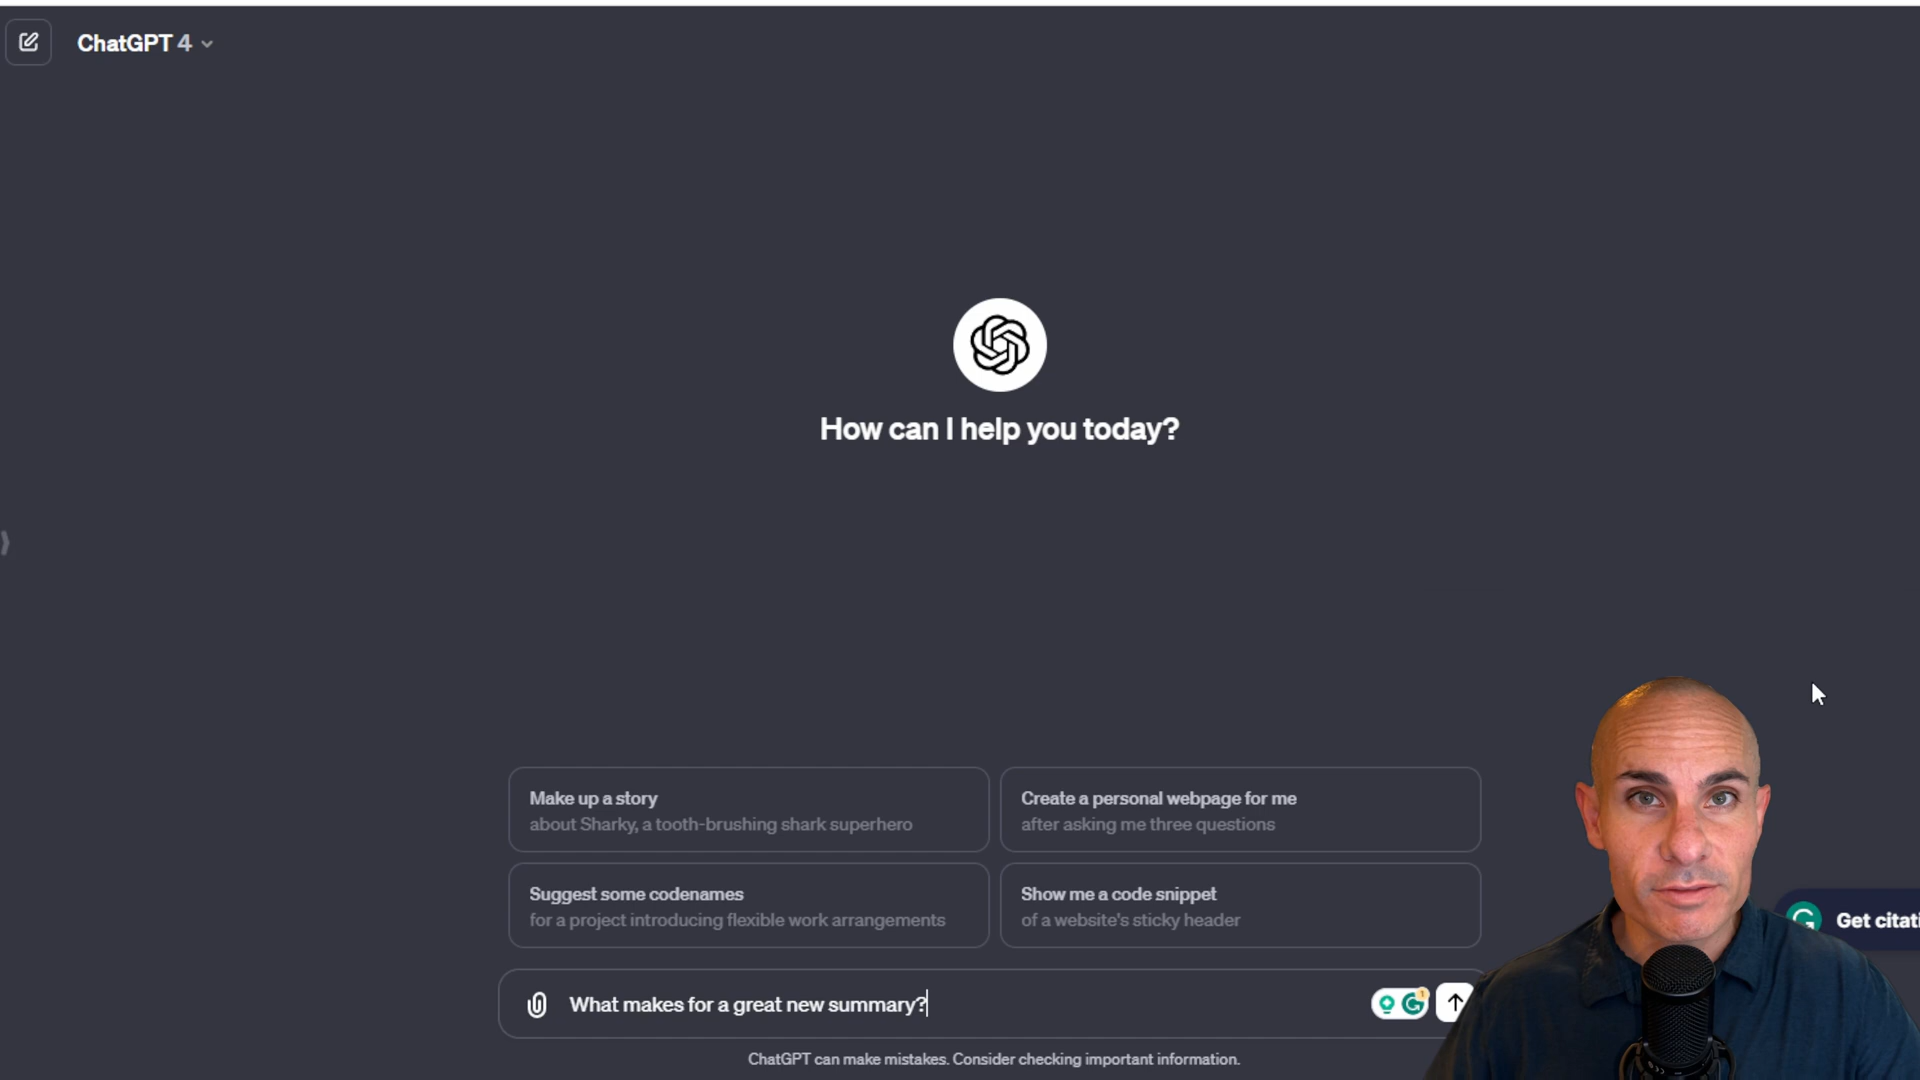 ChatGPT 4
How can I help you today?
Make up a story
about Sharky, a tooth-brushing shark superhero
Create a personal webpage for me
after asking me three questions
Suggest some codenames
for a project introducing flexible work arrangements
Show me a code snippet
of a website's sticky header
Get citati
What makes for a great new summary?
1
ChatGPT can make mistakes. Consider checking important information.